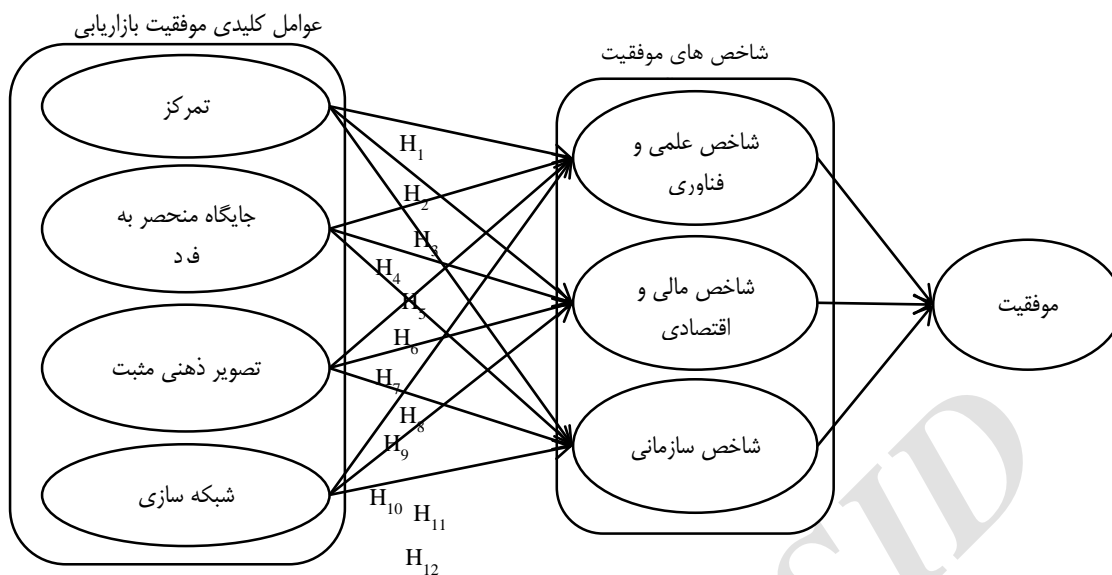 عوامل کلیدی موفقیت بازاریابی
شاخص های موفقیت
تمرکز
جایگاه منحصر به
فرد
تصویر ذهنی مثبت
شبکه سازی
H1
H2
H3
H4
H5
H6
H7
H8
H9
H10
H11
H12
شاخص علمی و
فناوری
شاخص مالی و
اقتصادی
شاخص سازمانی
موفقیت
SID